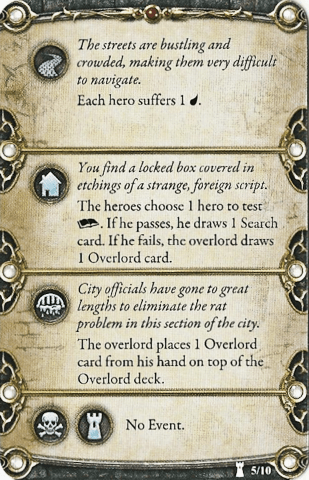 The streets are bustling and
crowded, making them very difficult
to navigate.
Each hero suffers 1 .
You find a locked box covered in
etchings of a strange, foreign script.
The heroes choose 1 hero to test
. If he passes, he draws 1 Search
card. If he fails, the overlord draws
1 Overlord card.
City officials have gone to great
lengths to eliminate the rat
problem in this section of the city.
The overlord places 1 Overlord
card from his hand on top of the
Overlord deck.
No Event.
5/10